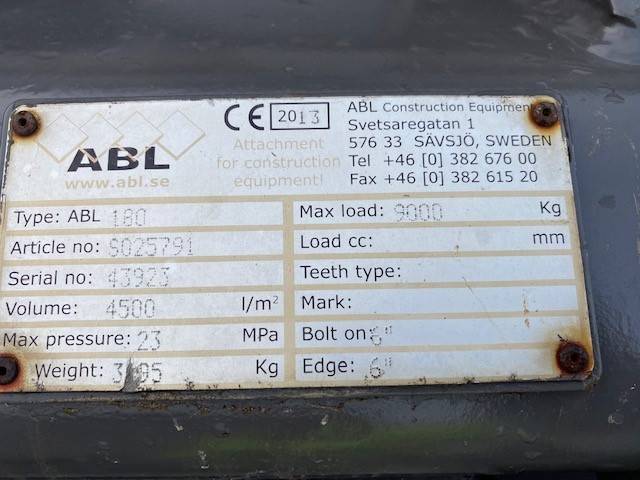 ABL
www.abl.se
CE 2013
Attachment
for construction
equipment!
ABL Construction Equipment
Svetsaregatan 1
576 33 SÄVSJÖ, SWEDEN
Tel +46 [0] 382 676 00
Fax +46 [0] 382 615 20
Type: ABL 180
Article no: S025791
Serial no: 43923
Volume: 4500 l/m²
Max pressure: 23 MPa
Weight: Kg
Max load: 9000 Kg
Load cc: mm
Teeth type:
Mark:
Bolt on: 6"
Edge: 6"